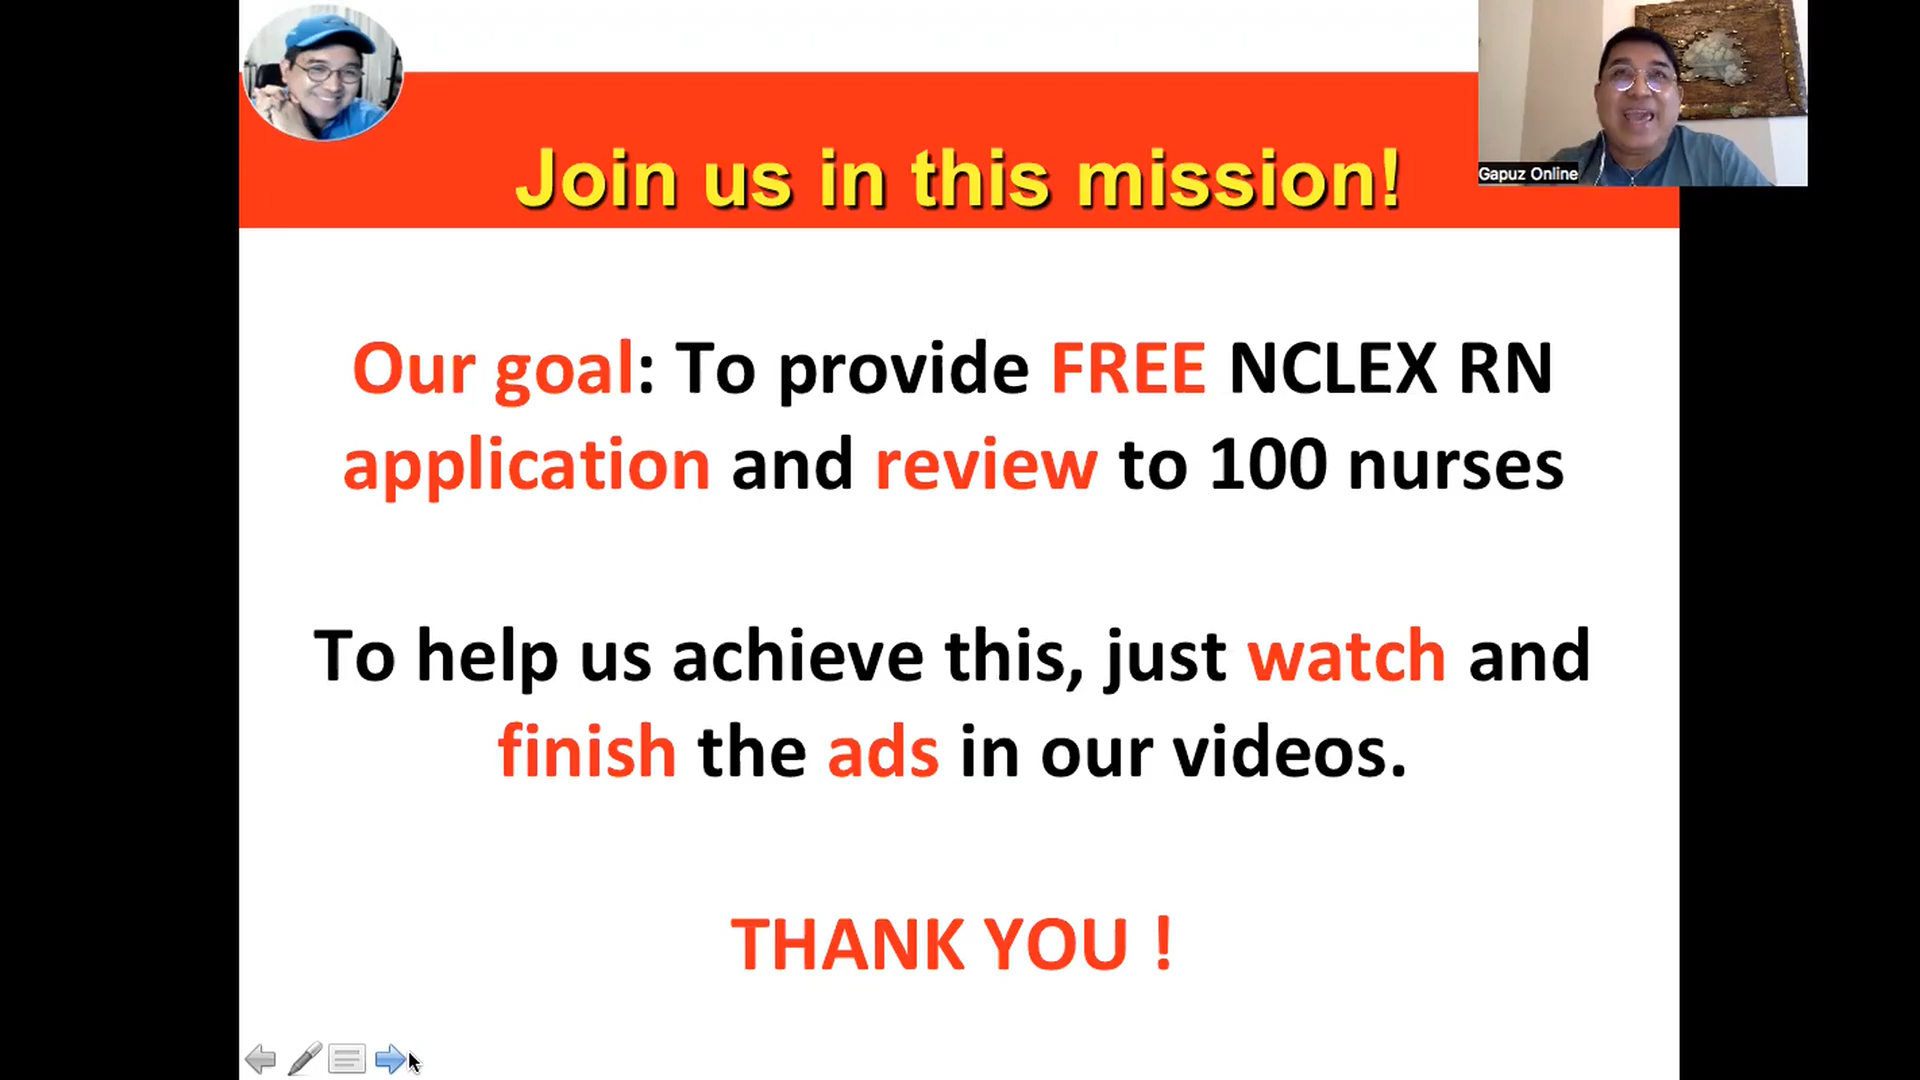 Gapuz Online
Join us in this mission!
Our goal: To provide FREE NCLEX RN
application and review to 100 nurses
To help us achieve this, just watch and
finish the ads in our videos.
THANK YOU !